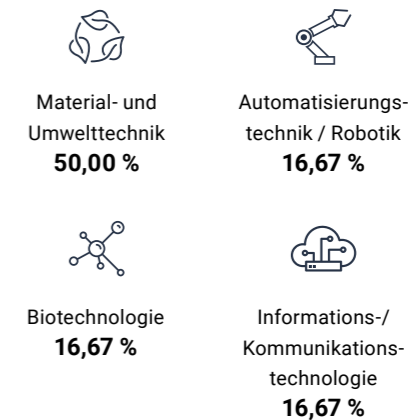 Material- und
Umwelttechnik
50,00 %
Automatisierungs-
technik / Robotik
16,67 %
Biotechnologie
16,67 %
Informations-/
Kommunikations-
technologie
16,67 %